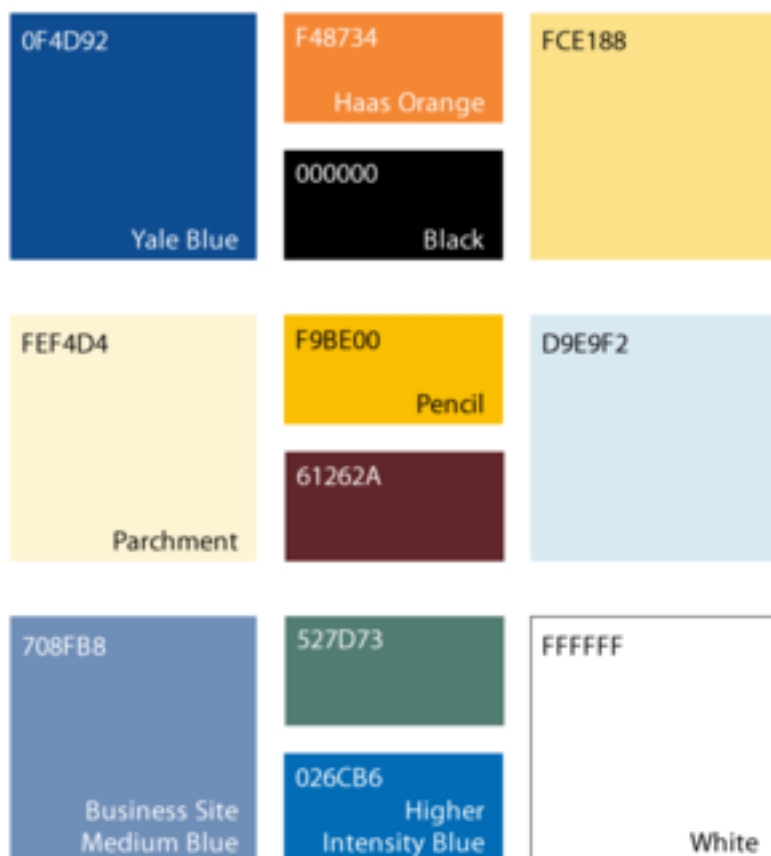 0F4D92
Yale Blue
F48734
Haas Orange
000000
Black
FCE188
FEF4D4
Parchment
F9BE00
Pencil
61262A
D9E9F2
708FB8
Business Site
Medium Blue
527D73
026CB6
Higher
Intensity Blue
FFFFFF
White